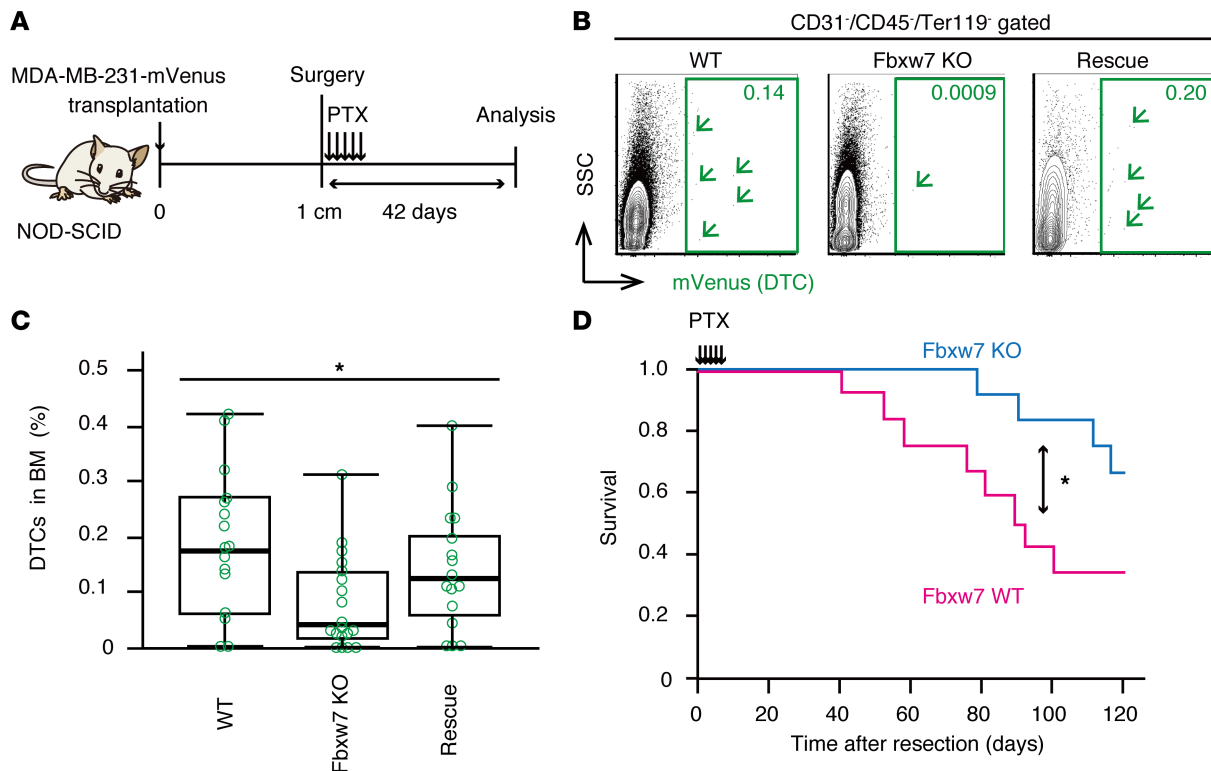 A
MDA-MB-231-mVenus
transplantation
Surgery
PTX
Analysis
0
1 cm
42 days
NOD-SCID
B
CD31-/CD45-/Ter119- gated
WT
Fbxw7 KO
Rescue
0.14
0.0009
0.20
SSC
mVenus (DTC)
C
*
0.5
0.4
0.3
0.2
0.1
0
DTCs in BM (%)
WT
Fbxw7 KO
Rescue
D
PTX
Fbxw7 KO
1.0
0.8
0.6
0.4
0.2
0
*
Survival
Fbxw7 WT
0
20
40
60
80
100
120
Time after resection (days)